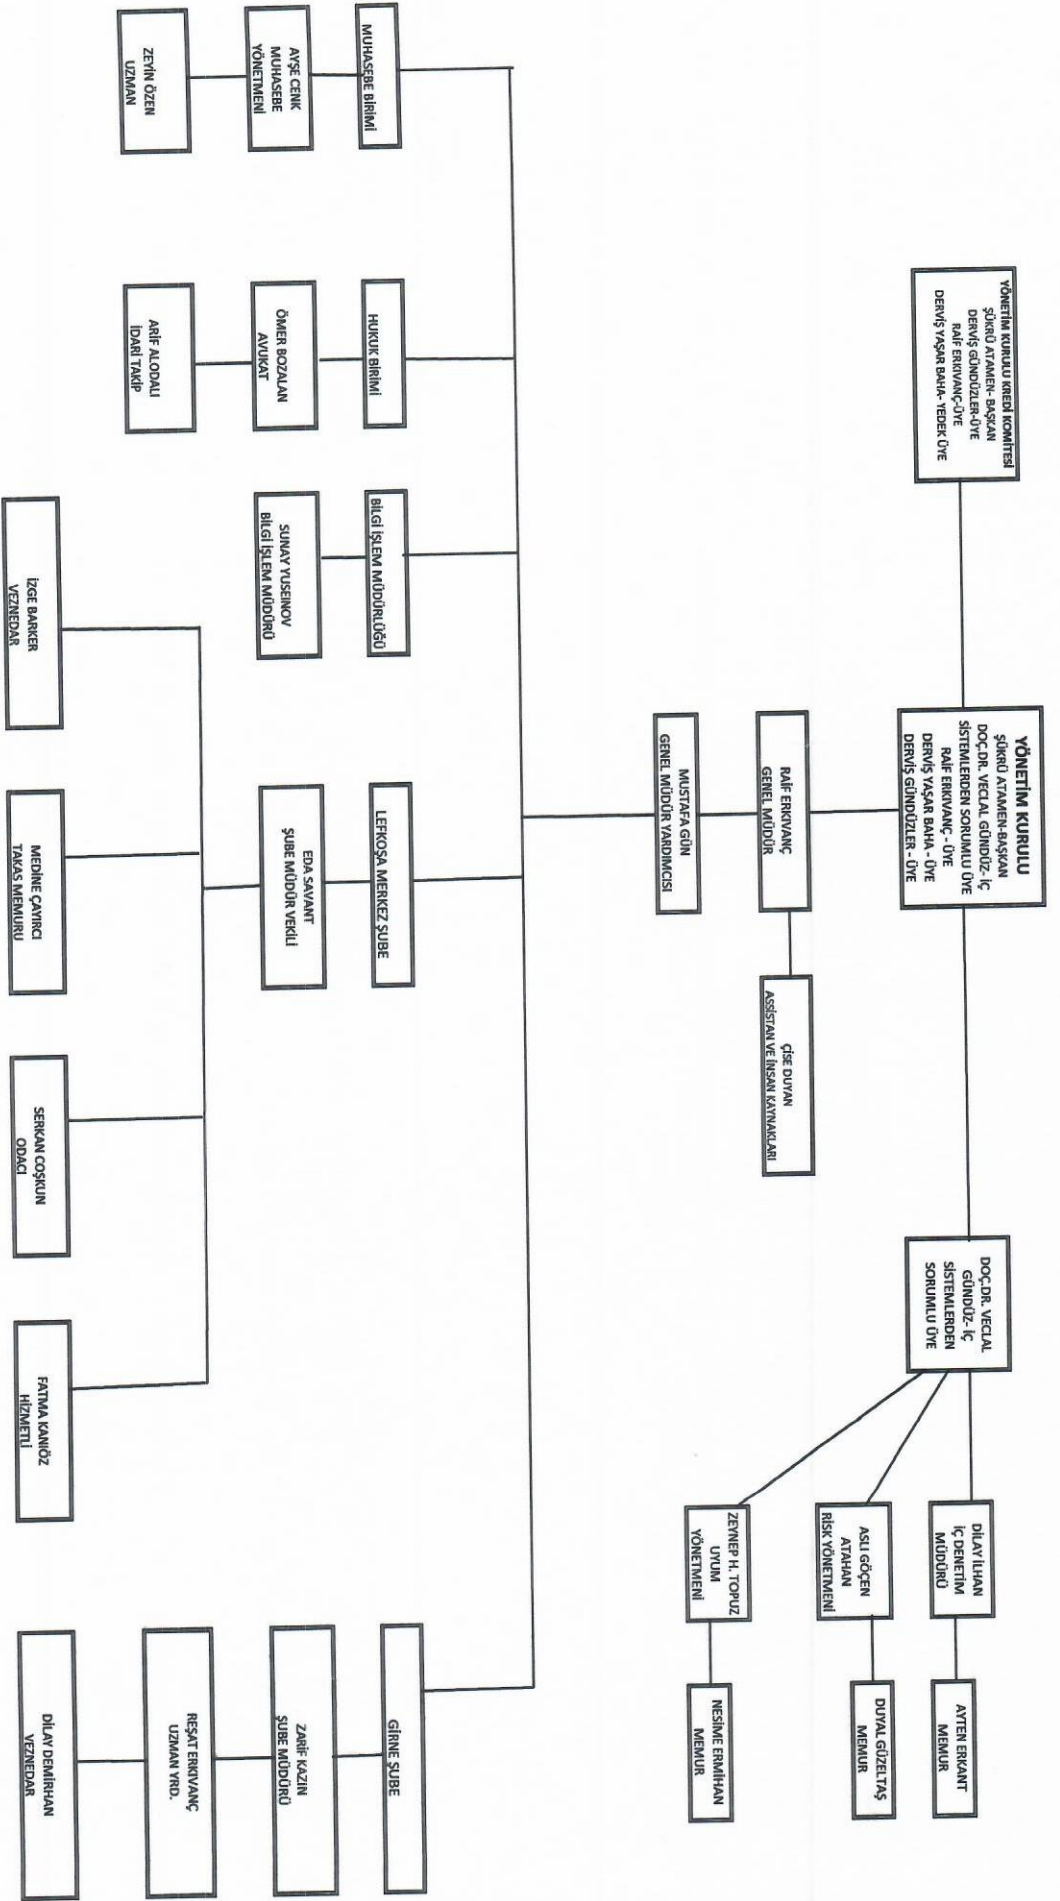 YÖNETİM KURULU KREDİ KOMİTESİ
ŞÜKRÜ ATAMEN- BAŞKAN
DERVİŞ GÜNDÜZLER-ÜYE
RAİF ERKIVANÇ-ÜYE
DERVİŞ YAŞAR BAHA- YEDEK ÜYE
YÖNETİM KURULU
ŞÜKRÜ ATAMEN-BAŞKAN
DOÇ.DR. VECLAL GÜNDÜZ- İÇ
SİSTEMLERDEN SORUMLU ÜYE
RAİF ERKIVANÇ - ÜYE
DERVİŞ YAŞAR BAHA - ÜYE
DERVİŞ GÜNDÜZLER - ÜYE
DOÇ.DR. VECLAL
GÜNDÜZ- İÇ
SİSTEMLERDEN
SORUMLU ÜYE
DİLAY İLHAN
İÇ DENETİM
MÜDÜRÜ
AYTEN ERKANT
MEMUR
ASLI GÖÇEN
ATAHAN
RİSK YÖNETMENİ
DUYAL GÜZELTAŞ
MEMUR
ZEYNEP H. TOPUZ
UYUM
YÖNETMENİ
NESİME ERMİHAN
MEMUR
RAİF ERKIVANÇ
GENEL MÜDÜR
ÇİSE DUYAN
ASSİSTAN VE İNSAN KAYNAKLARI
MUSTAFA GÜN
GENEL MÜDÜR YARDIMCISI
MUHASEBE BİRİMİ
AYŞE CENK
MUHASEBE
YÖNETMENİ
ZEYİN ÖZEN
UZMAN
HUKUK BİRİMİ
ÖMER BOZALAN
AVUKAT
ARİF ALODALI
İDARİ TAKİP
BİLGİ İŞLEM MÜDÜRLÜĞÜ
SUNAY YUSEINOV
BİLGİ İŞLEM MÜDÜRÜ
LEFKOŞA MERKEZ ŞUBE
EDA SAVANT
ŞUBE MÜDÜR VEKİLİ
İZGE BARKER
VEZNEDAR
MEDİNE ÇAYIRCI
TAKAS MEMURU
SERKAN COŞKUN
ODACI
FATMA KANIÖZ
HİZMETLİ
GİRNE ŞUBE
ZARİF KAZİN
ŞUBE MÜDÜRÜ
REŞAT ERKIVANÇ
UZMAN YRD.
DİLAY DEMİRHAN
VEZNEDAR